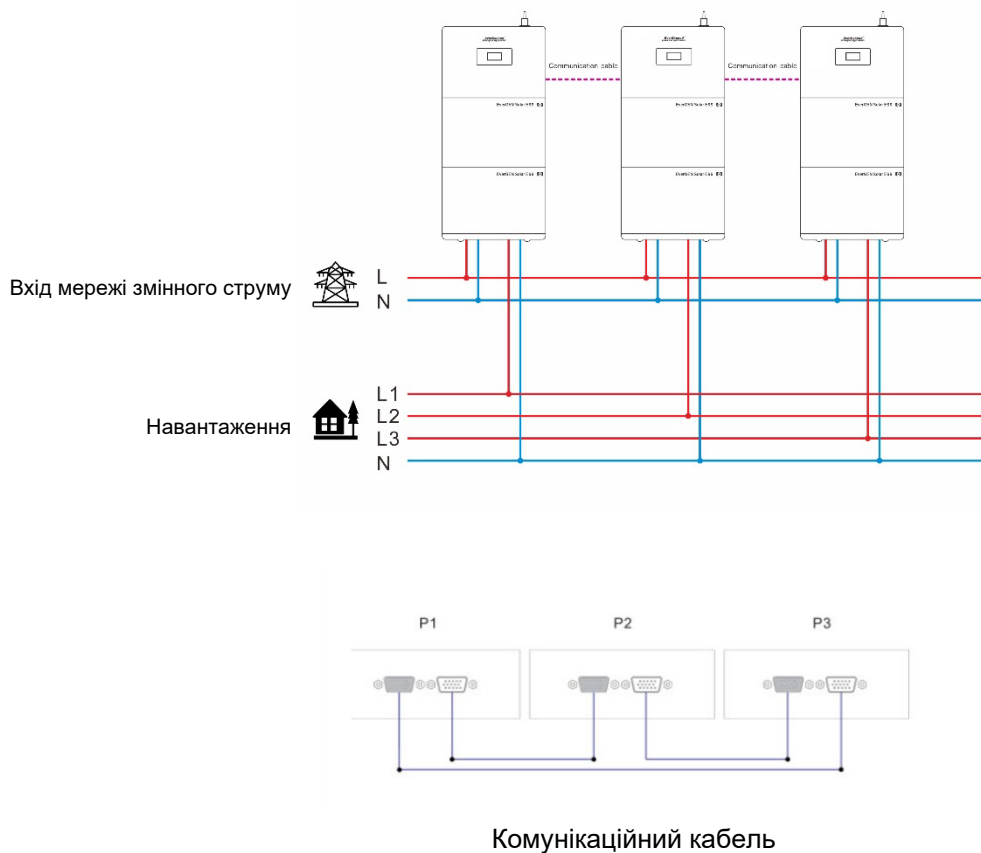 Communication cable
Communication cable
Вхід мережі змінного струму
L
N
Навантаження
L1
L2
L3
N
P1
P2
P3
Комунікаційний кабель